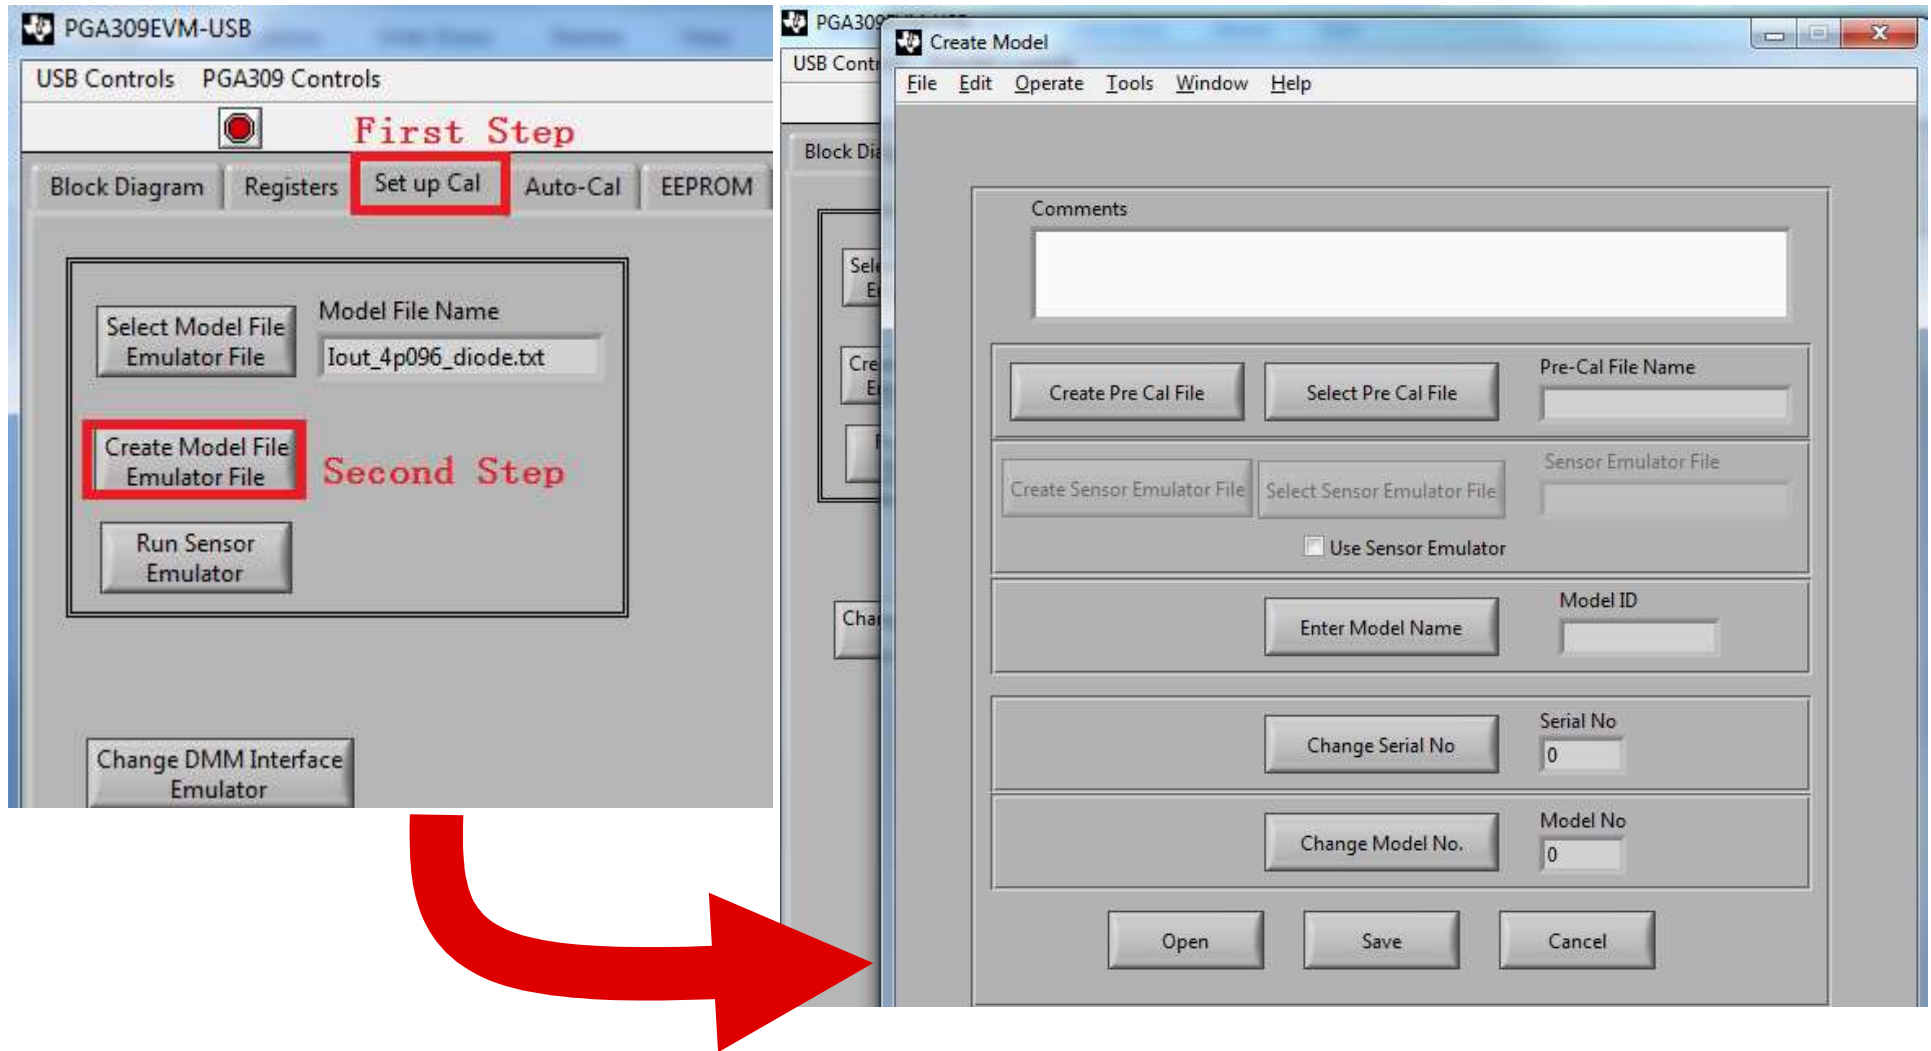 PGA309EVM-USB
USB Controls PGA309 Controls
First Step
Block Diagram Registers Set up Cal Auto-Cal EEPROM
Select Model File
Emulator File
Model File Name
Iout_4p096_diode.txt
Create Model File
Emulator File
Second Step
Run Sensor
Emulator
Change DMM Interface
Emulator
PGA309
USB Contr
Block Dia
Sele
Cre
Char
Create Model
File Edit Operate Tools Window Help
Comments
Create Pre Cal File
Select Pre Cal File
Pre-Cal File Name
Create Sensor Emulator File
Select Sensor Emulator File
Sensor Emulator File
Use Sensor Emulator
Enter Model Name
Model ID
Change Serial No
Serial No
0
Change Model No.
Model No
0
Open
Save
Cancel